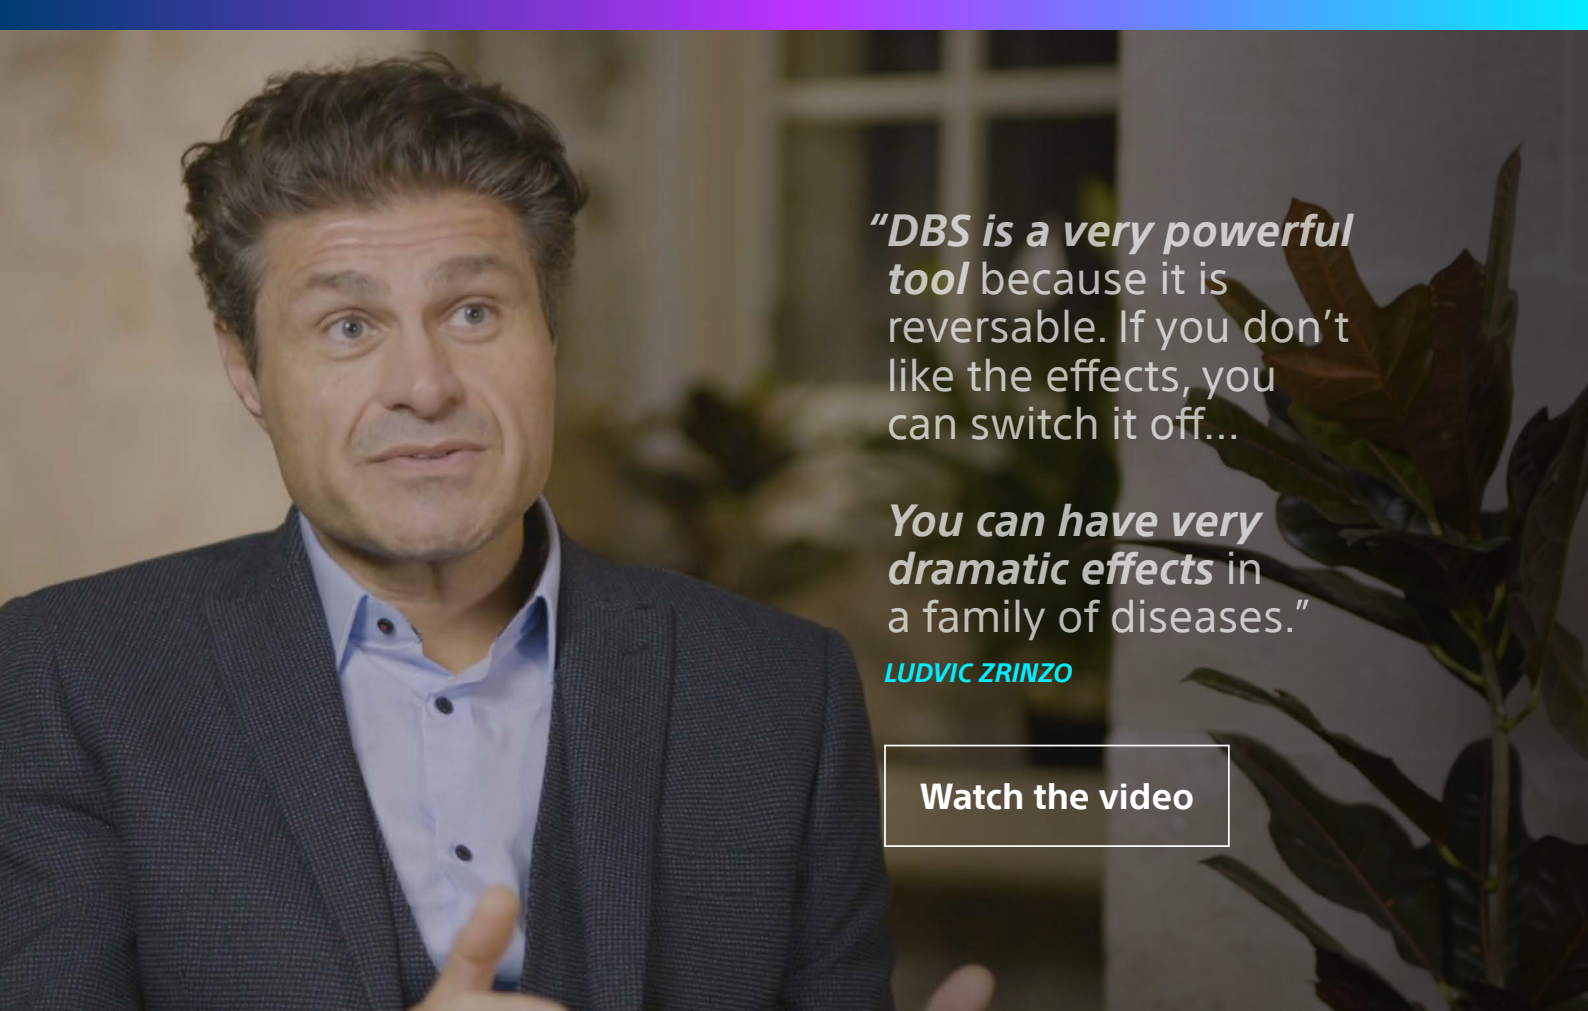 “DBS is a very powerful
tool because it is
reversable. If you don’t
like the effects, you
can switch it off...
You can have very
dramatic effects in
a family of diseases.”
LUDVIC ZRINZO
Watch the video